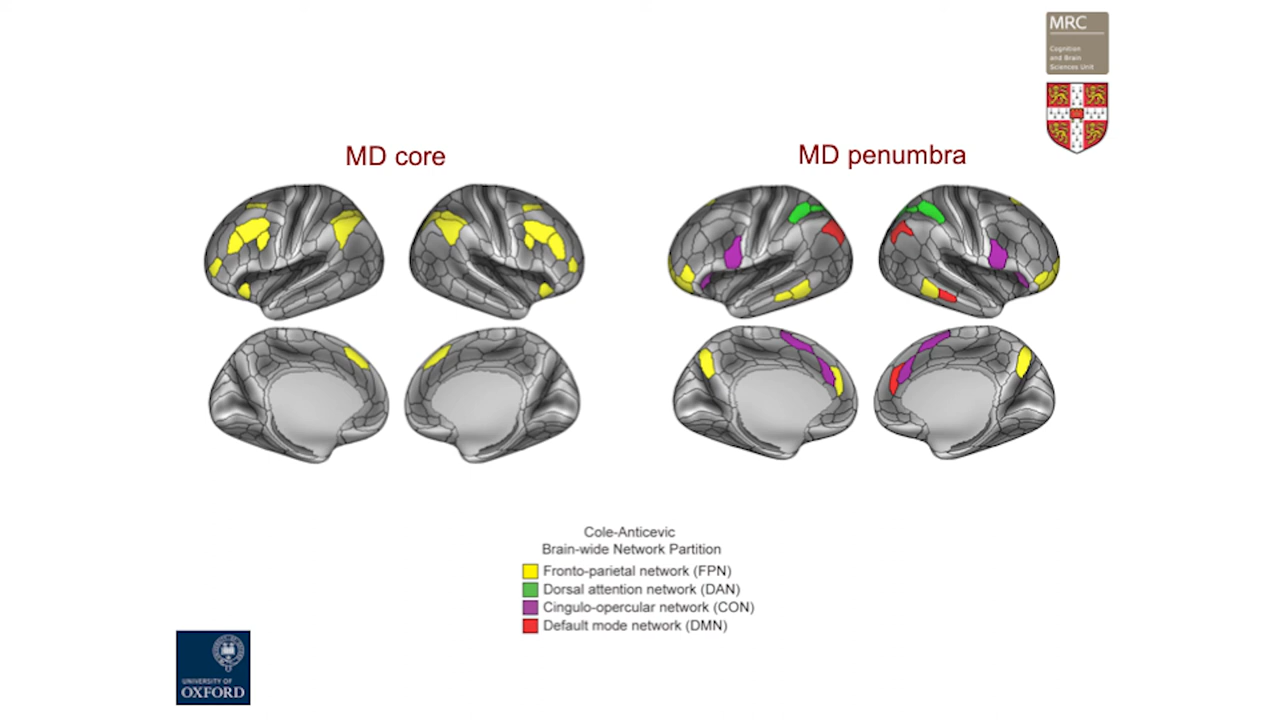 MRC
Cognition
and Brain
Sciences Unit
MD core
MD penumbra
Cole-Anticevic
Brain-wide Network Partition
Fronto-parietal network (FPN)
Dorsal attention network (DAN)
Cingulo-opercular network (CON)
Default mode network (DMN)
UNIVERSITY OF
OXFORD